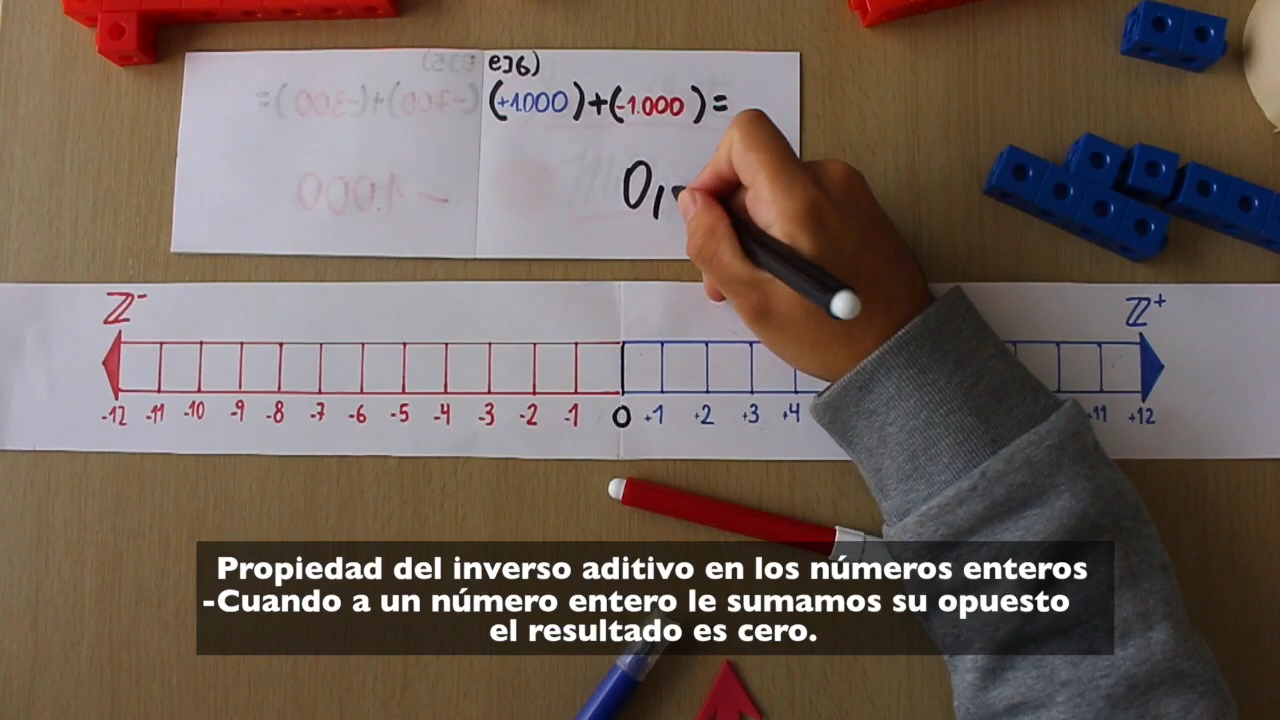 ej6)
(+1.000)+(-1.000)=
0,
Z⁻
Z⁺
-12 -11 -10 -9 -8 -7 -6 -5 -4 -3 -2 -1 0 +1 +2 +3 +4 +11 +12
Propiedad del inverso aditivo en los números enteros
-Cuando a un número entero le sumamos su opuesto
el resultado es cero.